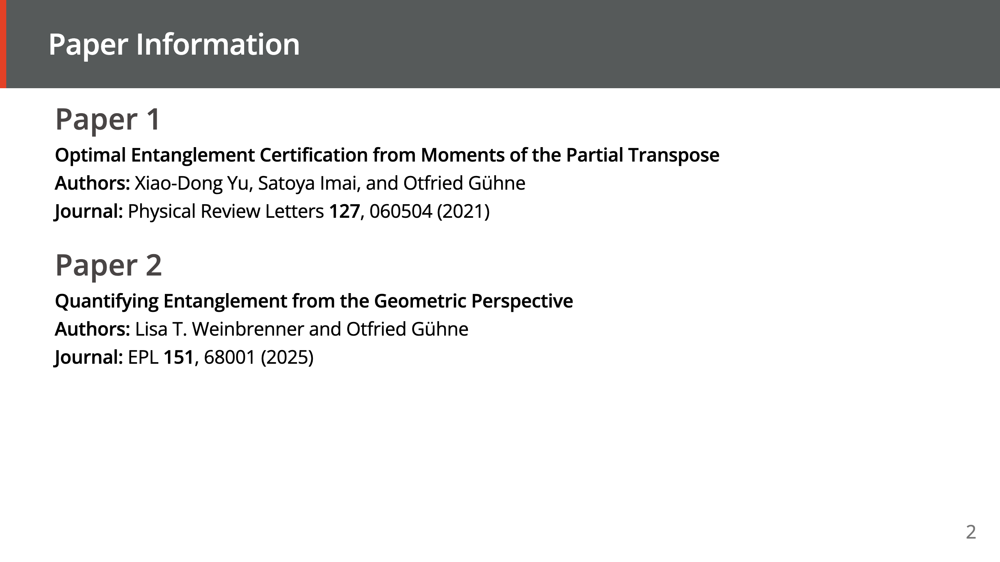 Paper Information
Paper 1
Optimal Entanglement Certification from Moments of the Partial Transpose
Authors: Xiao-Dong Yu, Satoya Imai, and Otfried Gühne
Journal: Physical Review Letters 127, 060504 (2021)
Paper 2
Quantifying Entanglement from the Geometric Perspective
Authors: Lisa T. Weinbrenner and Otfried Gühne
Journal: EPL 151, 68001 (2025)
2